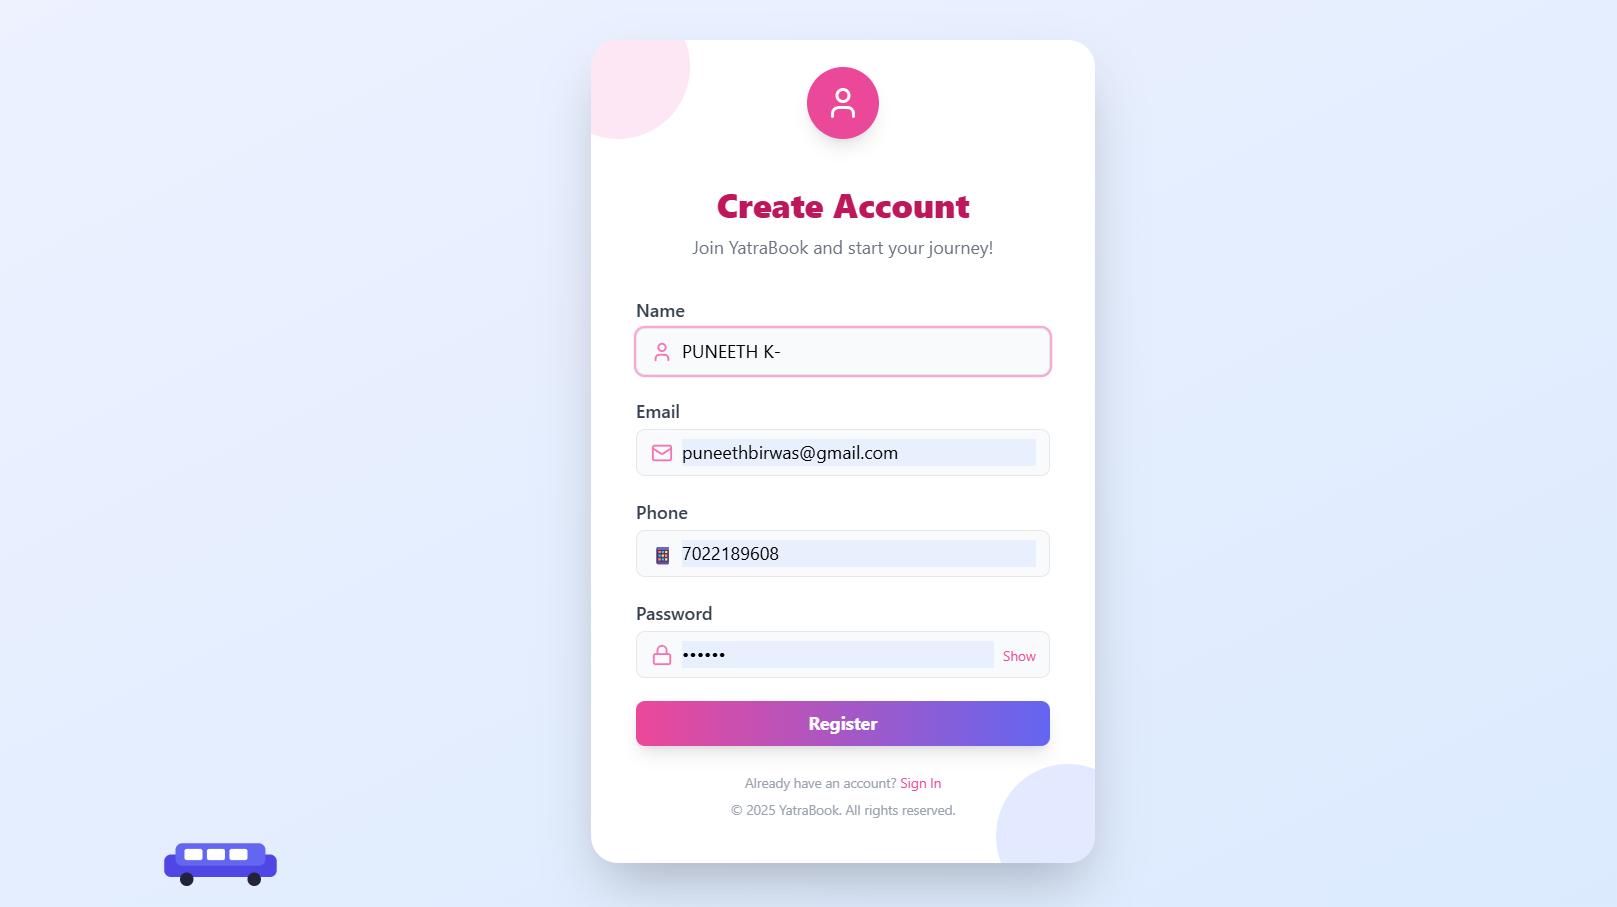 Create Account
Join YatraBook and start your journey!
Name
PUNEETH K-
Email
puneethbirwas@gmail.com
Phone
7022189608
Password
••••••
Show
Register
Already have an account? Sign In
© 2025 YatraBook. All rights reserved.